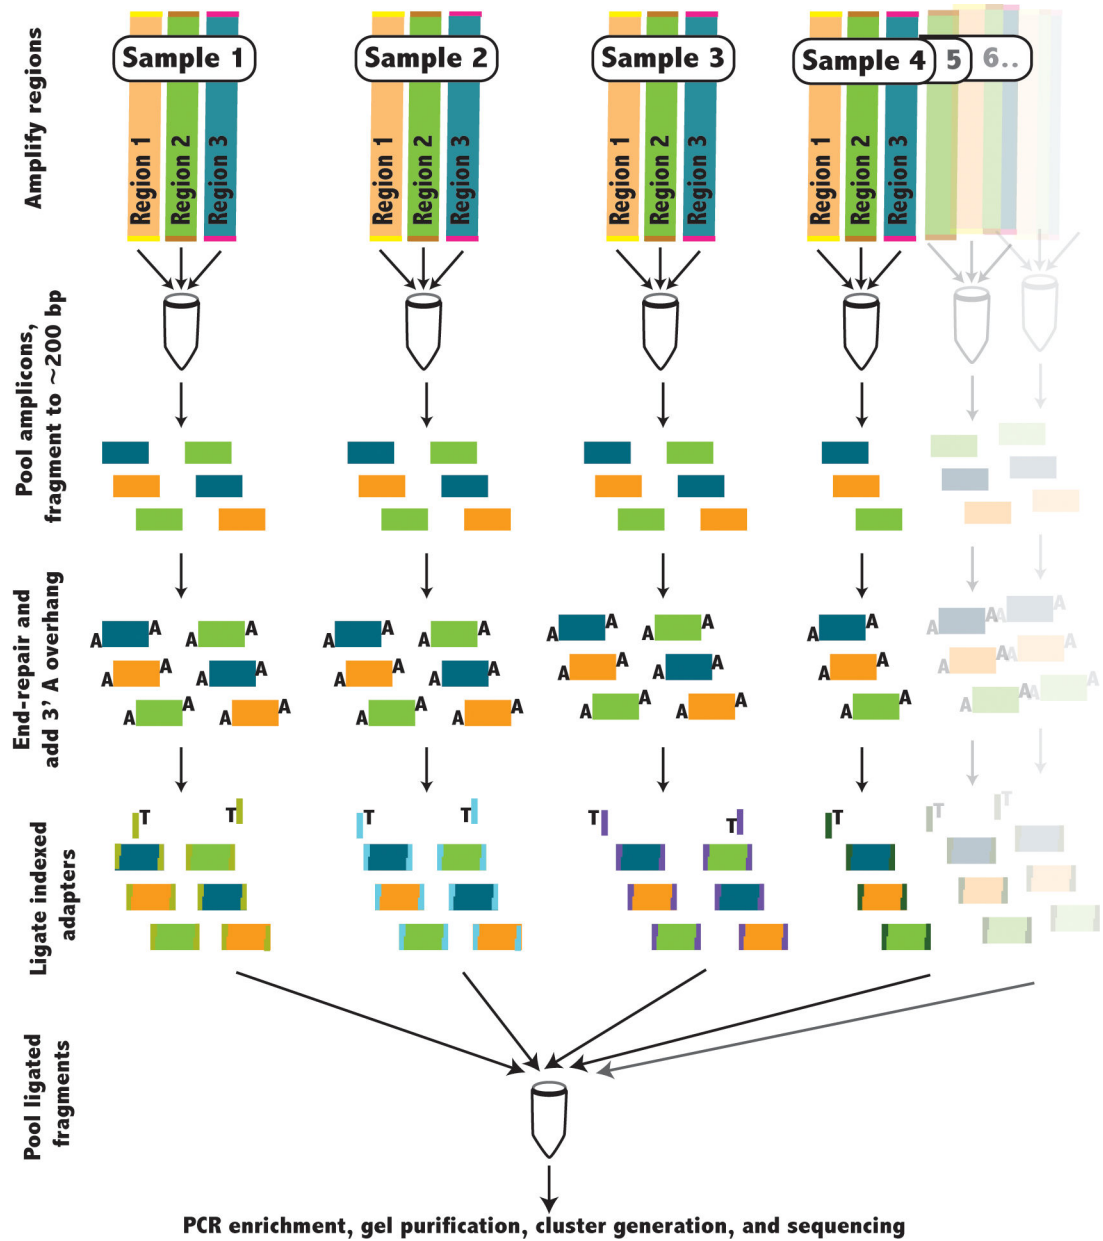 Amplify regions
Sample 1
Sample 2
Sample 3
Sample 4
5
6..
Region 1
Region 2
Region 3
Region 1
Region 2
Region 3
Region 1
Region 2
Region 3
Region 1
Region 2
Region 3
Pool amplicons,
fragment to ~200 bp
End-repair and
add 3’ A overhang
A A A A
A A A A
A A A A
A A A A
A A A A
A A A A
A A A A
A A A A
A A A A
A A A A
A A A A
A A A A
Ligate indexed
adapters
T T
T T
T T
T T T
Pool ligated
fragments
PCR enrichment, gel purification, cluster generation, and sequencing